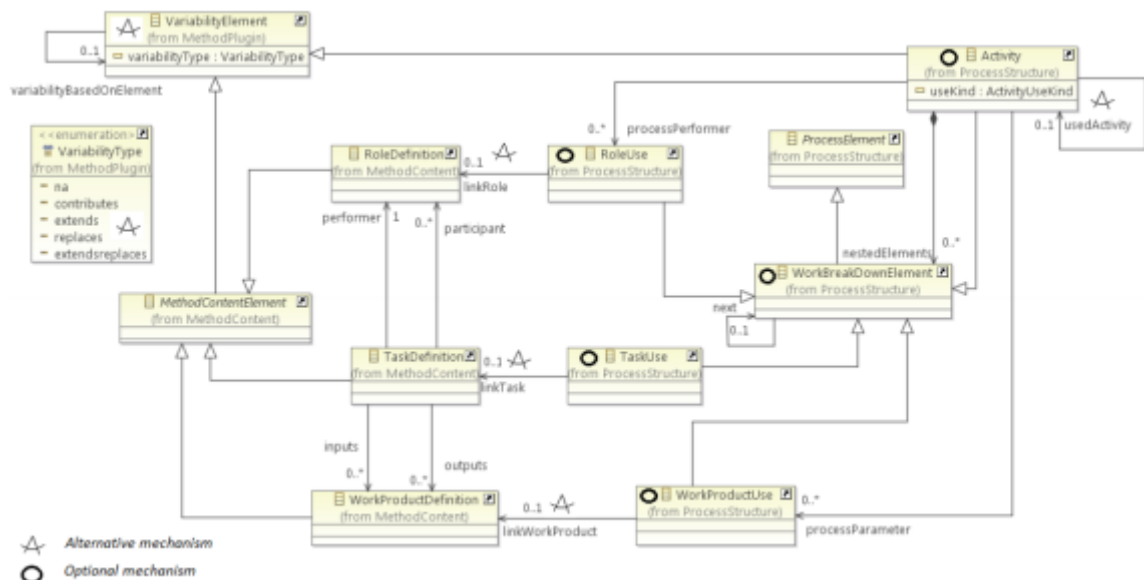 VariabilityElement
(from MethodPlugin)
variabilityType : VariabilityType
0..1
variabilityBasedOnElement
Activity
(from ProcessStructure)
useKind : ActivityUseKind
0..1
usedActivity
<<enumeration>>
VariabilityType
(from MethodPlugin)
na
contributes
extends
replaces
extendsreplaces
0..*
processPerformer
RoleDefinition
(from MethodContent)
0..1
linkRole
RoleUse
(from ProcessStructure)
ProcessElement
(from ProcessStructure)
performer
1
0..*
participant
nestedElements
0..*
WorkBreakDownElement
(from ProcessStructure)
next
0..1
MethodContentElement
(from MethodContent)
TaskDefinition
(from MethodContent)
0..1
linkTask
TaskUse
(from ProcessStructure)
inputs
0..*
outputs
0..*
WorkProductDefinition
(from MethodContent)
0..1
linkWorkProduct
WorkProductUse
(from ProcessStructure)
0..*
processParameter
Alternative mechanism
Optional mechanism